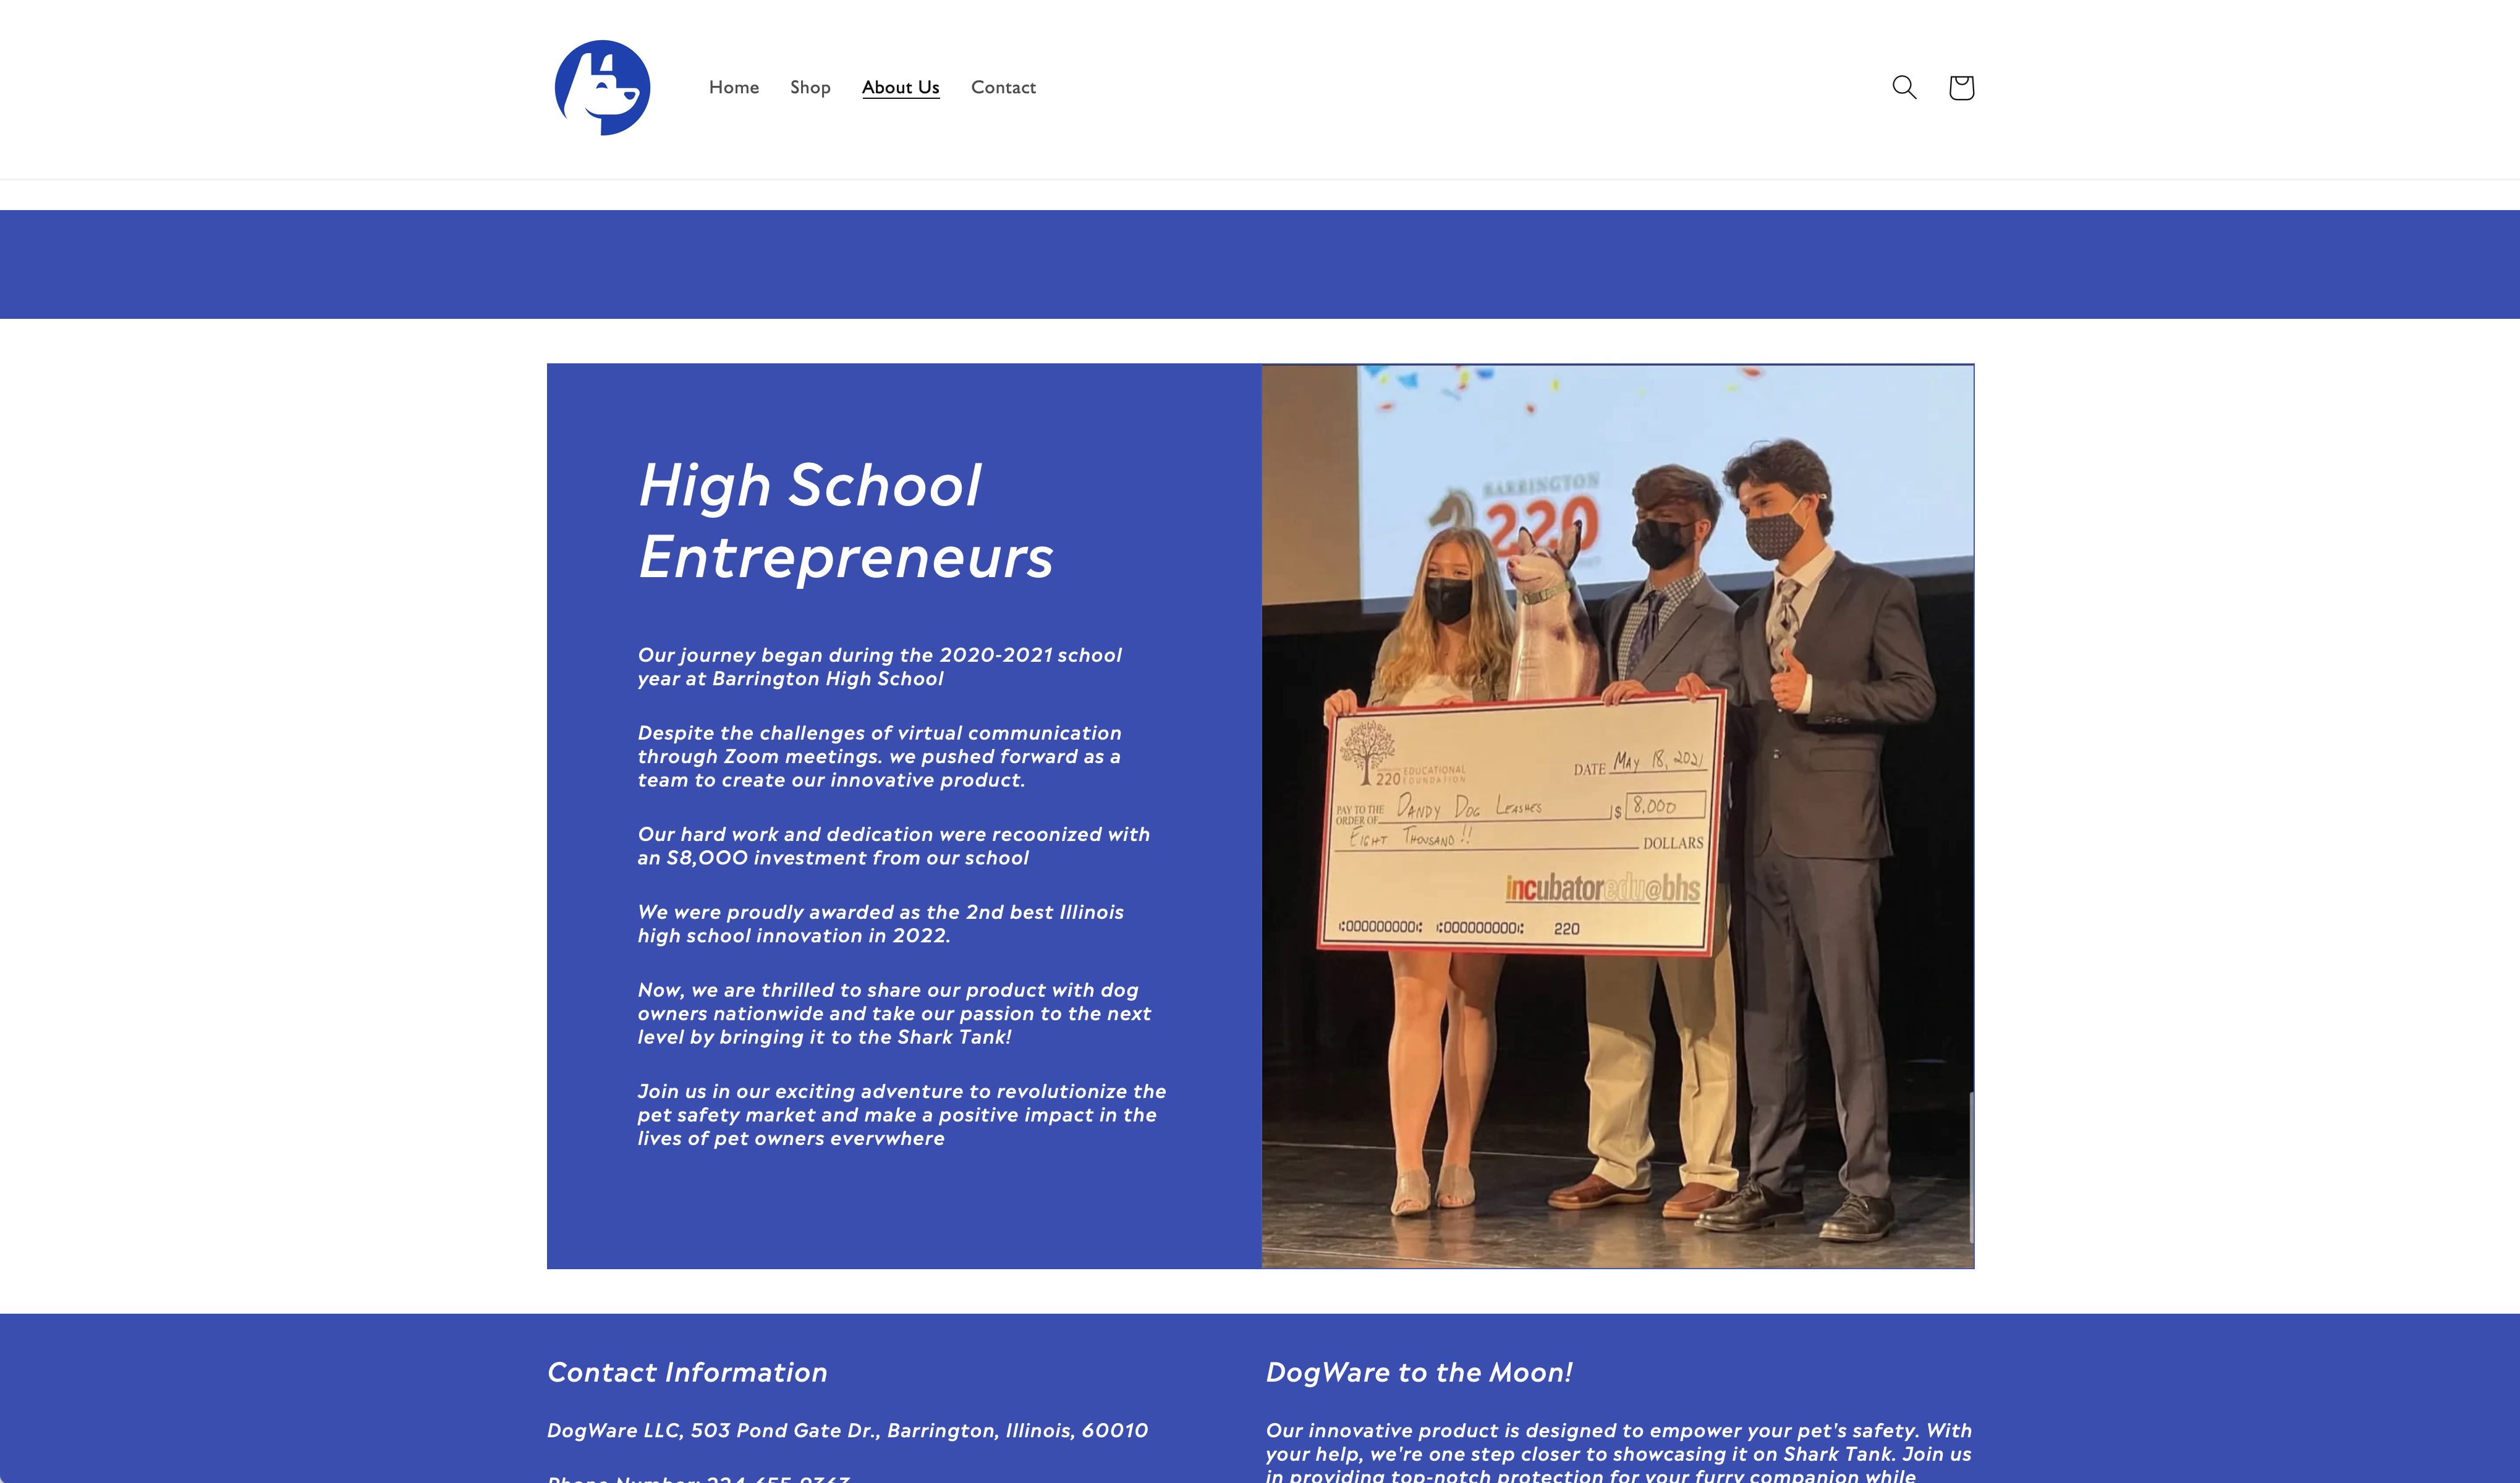 Home
Shop
About Us
Contact
High School
Entrepreneurs
Our journey began during the 2020-2021 school
year at Barrington High School
Despite the challenges of virtual communication
through Zoom meetings. we pushed forward as a
team to create our innovative product.
Our hard work and dedication were recoonized with
an S8,OOO investment from our school
We were proudly awarded as the 2nd best Illinois
high school innovation in 2022.
Now, we are thrilled to share our product with dog
owners nationwide and take our passion to the next
level by bringing it to the Shark Tank!
Join us in our exciting adventure to revolutionize the
pet safety market and make a positive impact in the
lives of pet owners evervwhere
BARRINGTON
220
220 EDUCATIONAL
FOUNDATION
DATE MAY 18, 2021
PAY TO THE
ORDER OF DANDY DOG LEASHES $ 8,000
EIGHT THOUSAND!! DOLLARS
incubatoredu@bhs
⑆000000000⑆ ⑆000000000⑆ 220
Contact Information
DogWare LLC, 503 Pond Gate Dr., Barrington, Illinois, 60010
DogWare to the Moon!
Our innovative product is designed to empower your pet's safety. With
your help, we're one step closer to showcasing it on Shark Tank. Join us
in providing top-notch protection for your furry companion while